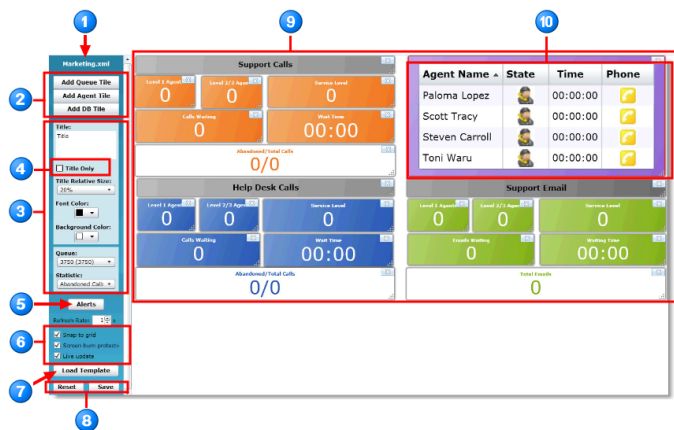 1
9
10
Marketing.xml
Add Queue Tile
Add Agent Tile
Add DB Tile
2
Title:
Title
4
Title Only
3
Title Relative Size:
20%
Font Color:
Background Color:
Queue:
3750 (3750)
Statistic:
Abandoned Calls
5
Alerts
Refresh Rate: 1 s
6
Snap to grid
Screen burn protecti
Live update
7
Load Template
Reset Save
8
Support Calls
Level 1 Agent Level 2/3 Agent Service Level
0 0 0
Calls Waiting Wait Time
0 00:00
Abandoned/Total Calls
0/0
Agent Name State Time Phone
Paloma Lopez 00:00:00
Scott Tracy 00:00:00
Steven Carroll 00:00:00
Toni Waru 00:00:00
Help Desk Calls
Level 1 Agent Level 2/3 Agent Service Level
0 0 0
Calls Waiting Wait Time
0 00:00
Abandoned/Total Calls
0/0
Support Email
Level 1 Agent Level 2/3 Agent Service Level
0 0 0
Emails Waiting Waiting Time
0 00:00
Total Emails
0